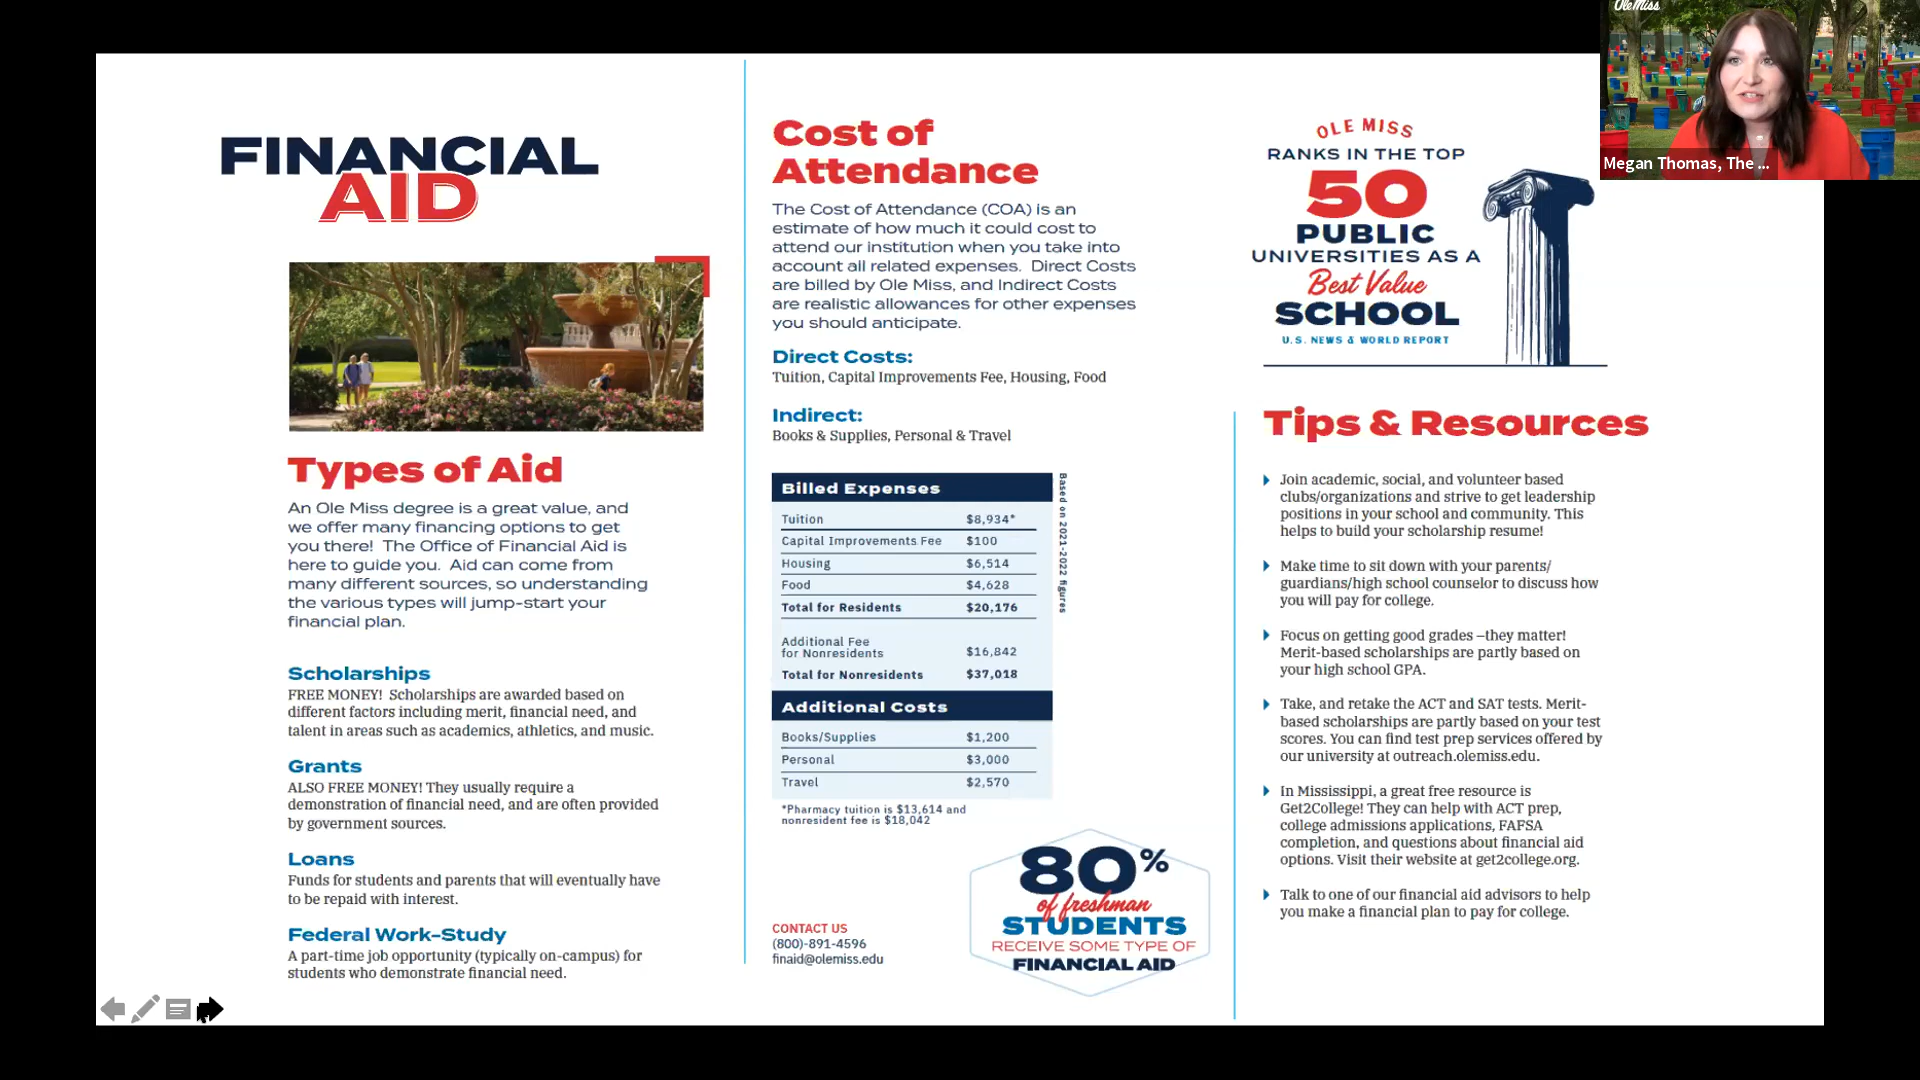 FINANCIAL
AID
Types of Aid
An Ole Miss degree is a great value, and
we offer many financing options to get
you there! The Office of Financial Aid is
here to guide you. Aid can come from
many different sources, so understanding
the various types will jump-start your
financial plan.
Scholarships
FREE MONEY! Scholarships are awarded based on
different factors including merit, financial need, and
talent in areas such as academics, athletics, and music.
Grants
ALSO FREE MONEY! They usually require a
demonstration of financial need, and are often provided
by government sources.
Loans
Funds for students and parents that will eventually have
to be repaid with interest.
Federal Work-Study
A part-time job opportunity (typically on-campus) for
students who demonstrate financial need.
Cost of
Attendance
The Cost of Attendance (COA) is an
estimate of how much it could cost to
attend our institution when you take into
account all related expenses. Direct Costs
are billed by Ole Miss, and Indirect Costs
are realistic allowances for other expenses
you should anticipate.
Direct Costs:
Tuition, Capital Improvements Fee, Housing, Food
Indirect:
Books & Supplies, Personal & Travel
Billed Expenses
Tuition $8,934*
Capital Improvements Fee $100
Housing $6,514
Food $4,628
Total for Residents $20,176
Additional Fee
for Nonresidents $16,842
Total for Nonresidents $37,018
Additional Costs
Books/Supplies $1,200
Personal $3,000
Travel $2,570
*Pharmacy tuition is $13,614 and
nonresident fee is $18,042
Based on 2021-2022 figures
CONTACT US
(800)-891-4596
finaid@olemiss.edu
80%
of freshman
STUDENTS
RECEIVE SOME TYPE OF
FINANCIAL AID
OLE MISS
RANKS IN THE TOP
50
PUBLIC
UNIVERSITIES AS A
Best Value
SCHOOL
U.S. NEWS & WORLD REPORT
Tips & Resources
Join academic, social, and volunteer based
clubs/organizations and strive to get leadership
positions in your school and community. This
helps to build your scholarship resume!
Make time to sit down with your parents/
guardians/high school counselor to discuss how
you will pay for college.
Focus on getting good grades –they matter!
Merit-based scholarships are partly based on
your high school GPA.
Take, and retake the ACT and SAT tests. Merit-
based scholarships are partly based on your test
scores. You can find test prep services offered by
our university at outreach.olemiss.edu.
In Mississippi, a great free resource is
Get2College! They can help with ACT prep,
college admissions applications, FAFSA
completion, and questions about financial aid
options. Visit their website at get2college.org.
Talk to one of our financial aid advisors to help
you make a financial plan to pay for college.
Ole Miss
Megan Thomas, The ...